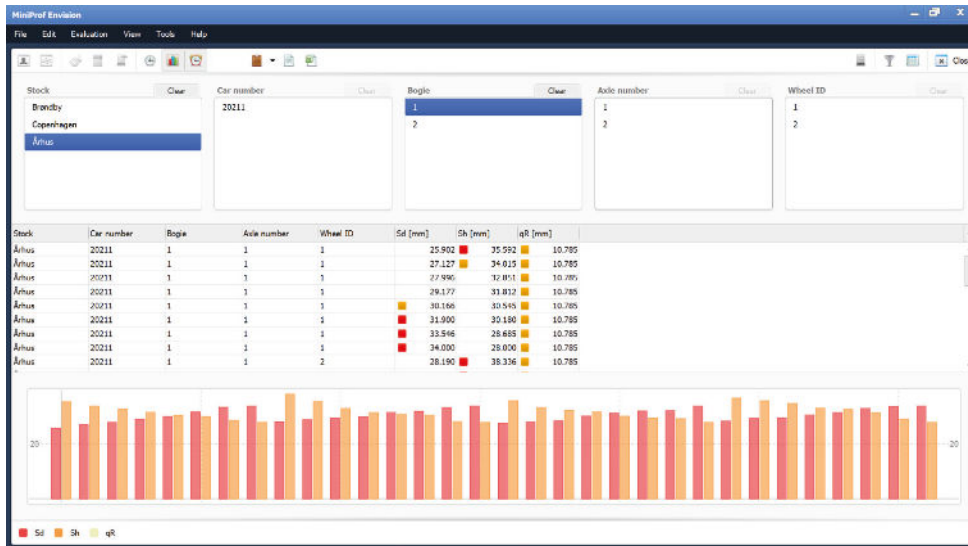 MiniProf Envision
File Edit Evaluation View Tools Help
Clos
Stock Clear Car number Clear Bogie Clear Axle number Clear Wheel ID Clear
Brøndby 20211 1 1 1
Copenhagen 2 2 2
Århus
Stock Car number Bogie Axle number Wheel ID Sd [mm] Sh [mm] qR [mm]
Århus 20211 1 1 1 25.902 35.592 10.785
Århus 20211 1 1 1 27.127 34.015 10.785
Århus 20211 1 1 1 27.996 32.851 10.785
Århus 20211 1 1 1 29.177 31.812 10.785
Århus 20211 1 1 1 30.166 30.545 10.785
Århus 20211 1 1 1 31.900 30.180 10.785
Århus 20211 1 1 1 33.546 28.685 10.785
Århus 20211 1 1 1 34.000 28.000 10.785
Århus 20211 1 1 2 28.190 38.336 10.785
20 20
Sd Sh qR